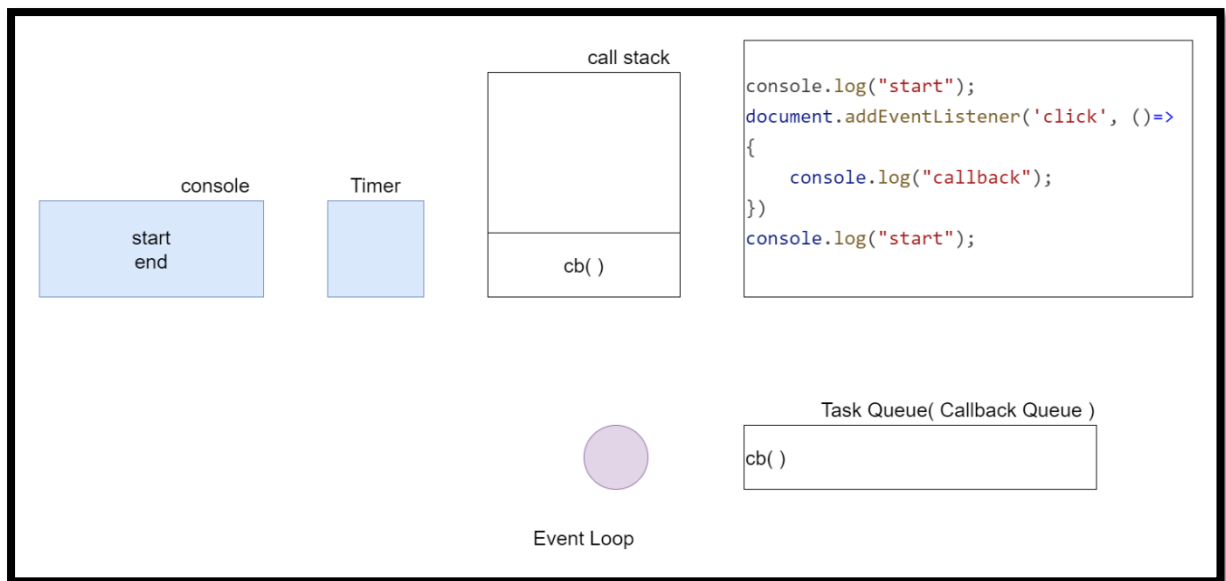 call stack
console.log("start");
document.addEventListener('click', ()=>
{
console.log("callback");
})
console.log("start");
console
Timer
start
end
cb( )
Task Queue( Callback Queue )
cb( )
Event Loop